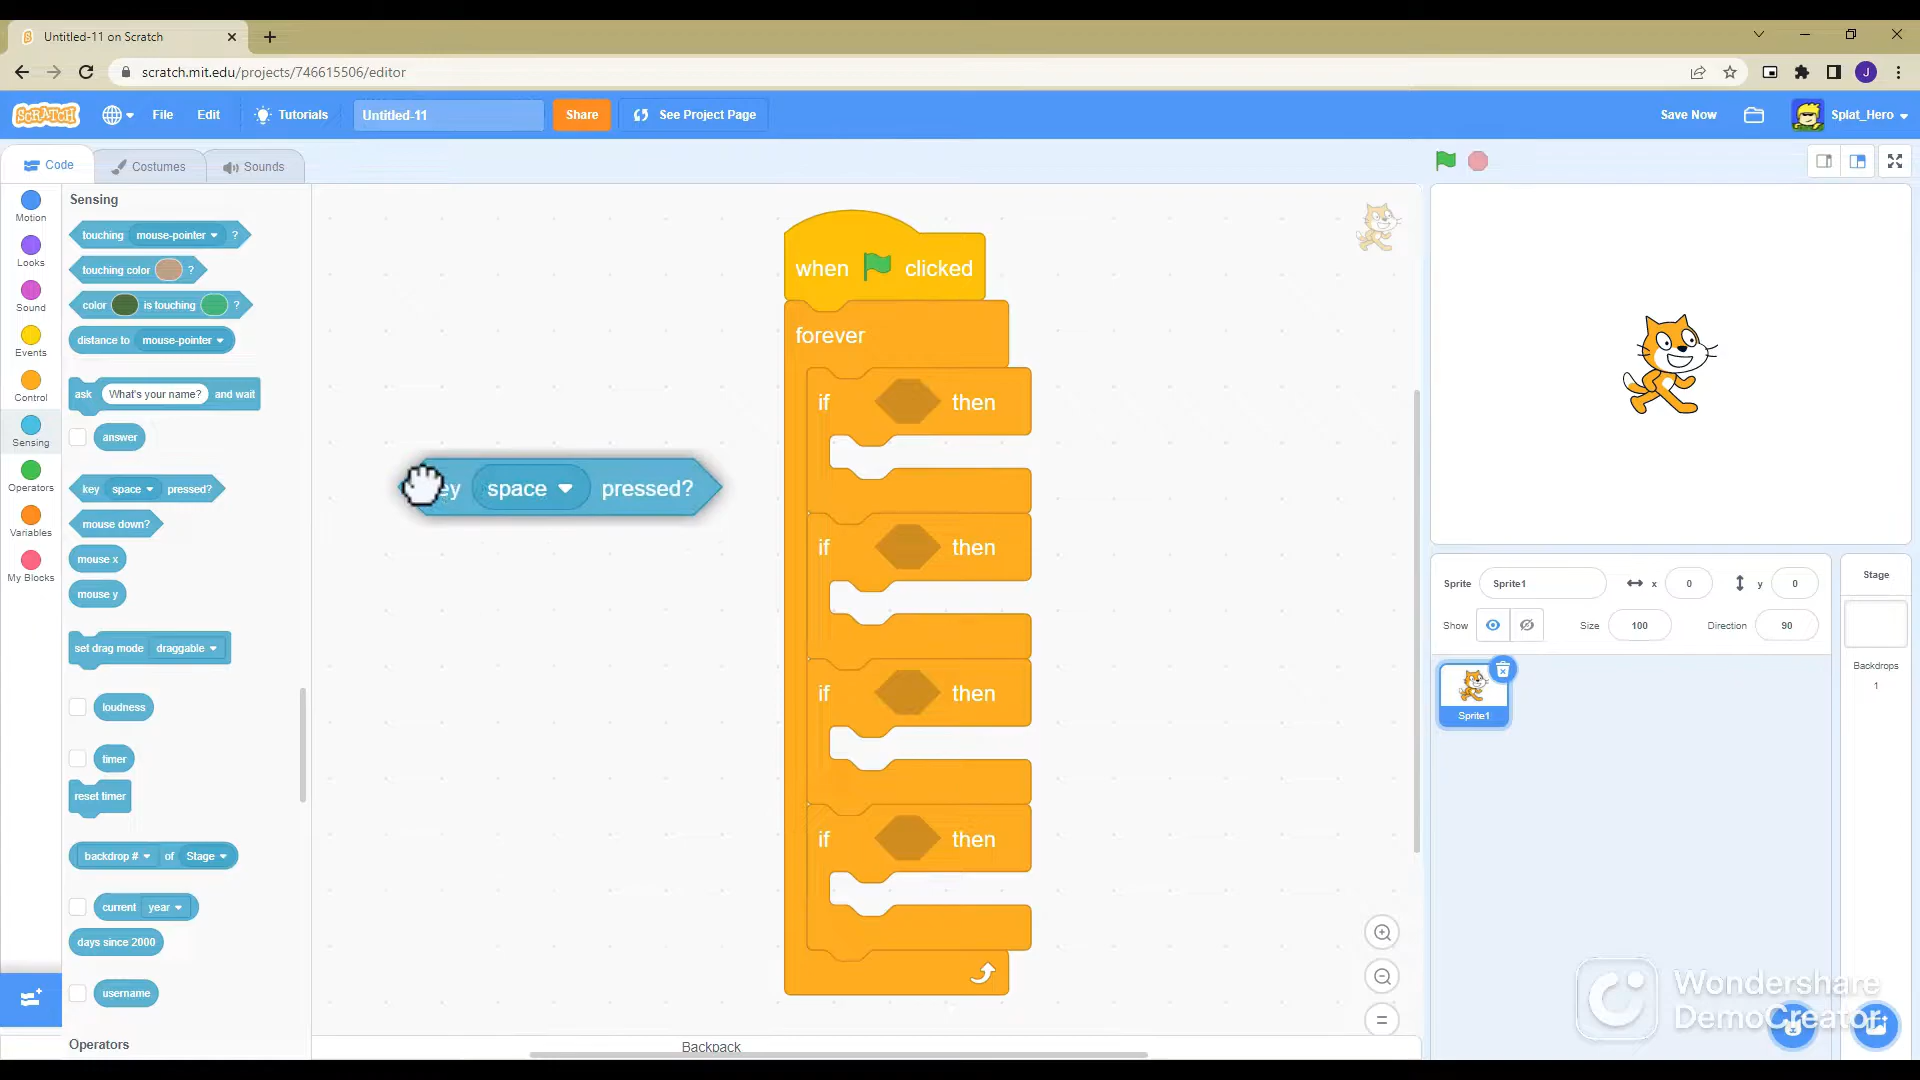 Untitled-11 on Scratch
scratch.mit.edu/projects/746615506/editor
J
SCRATCH
File
Edit
Tutorials
Untitled-11
Share
See Project Page
Save Now
Splat_Hero
Code
Costumes
Sounds
Motion
Looks
Sound
Events
Control
Sensing
Operators
Variables
My Blocks
Sensing
touching mouse-pointer ?
touching color ?
color is touching ?
distance to mouse-pointer
ask What's your name? and wait
answer
key space pressed?
mouse down?
mouse x
mouse y
set drag mode draggable
loudness
timer
reset timer
backdrop # of Stage
current year
days since 2000
username
Operators
space pressed?
when clicked
forever
if then
if then
if then
if then
Backpack
Sprite Sprite1 x 0 y 0
Show Size 100 Direction 90
Sprite1
Stage
Backdrops
1
Wondershare
DemoCreator